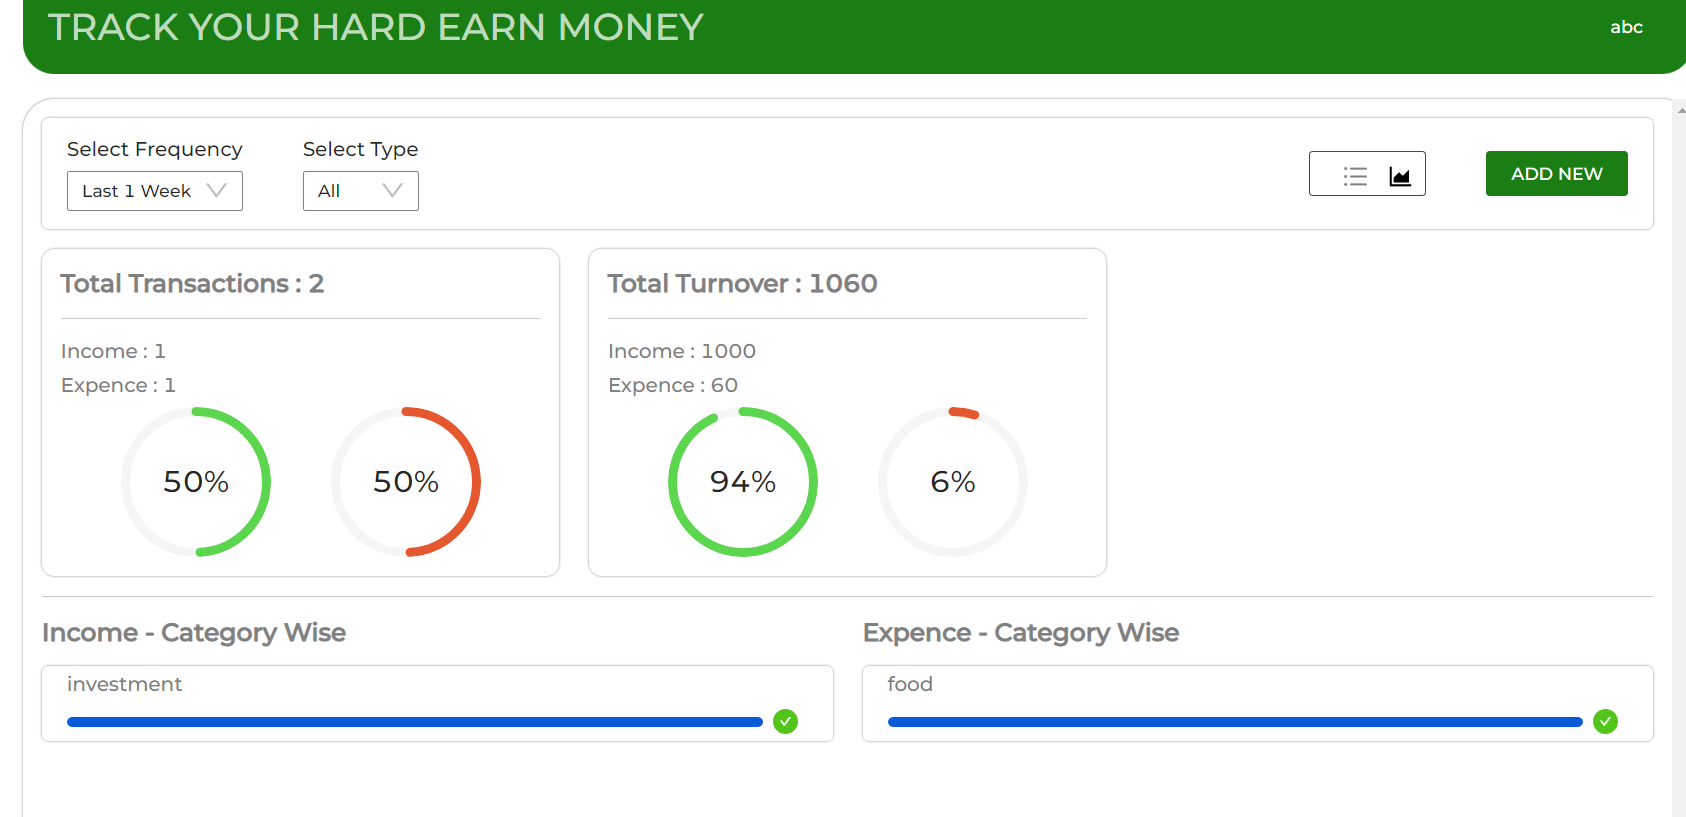 TRACK YOUR HARD EARN MONEY
abc
Select Frequency
Select Type
Last 1 Week
All
ADD NEW
Total Transactions : 2
Income : 1
Expence : 1
50%
50%
Total Turnover : 1060
Income : 1000
Expence : 60
94%
6%
Income - Category Wise
investment
Expence - Category Wise
food